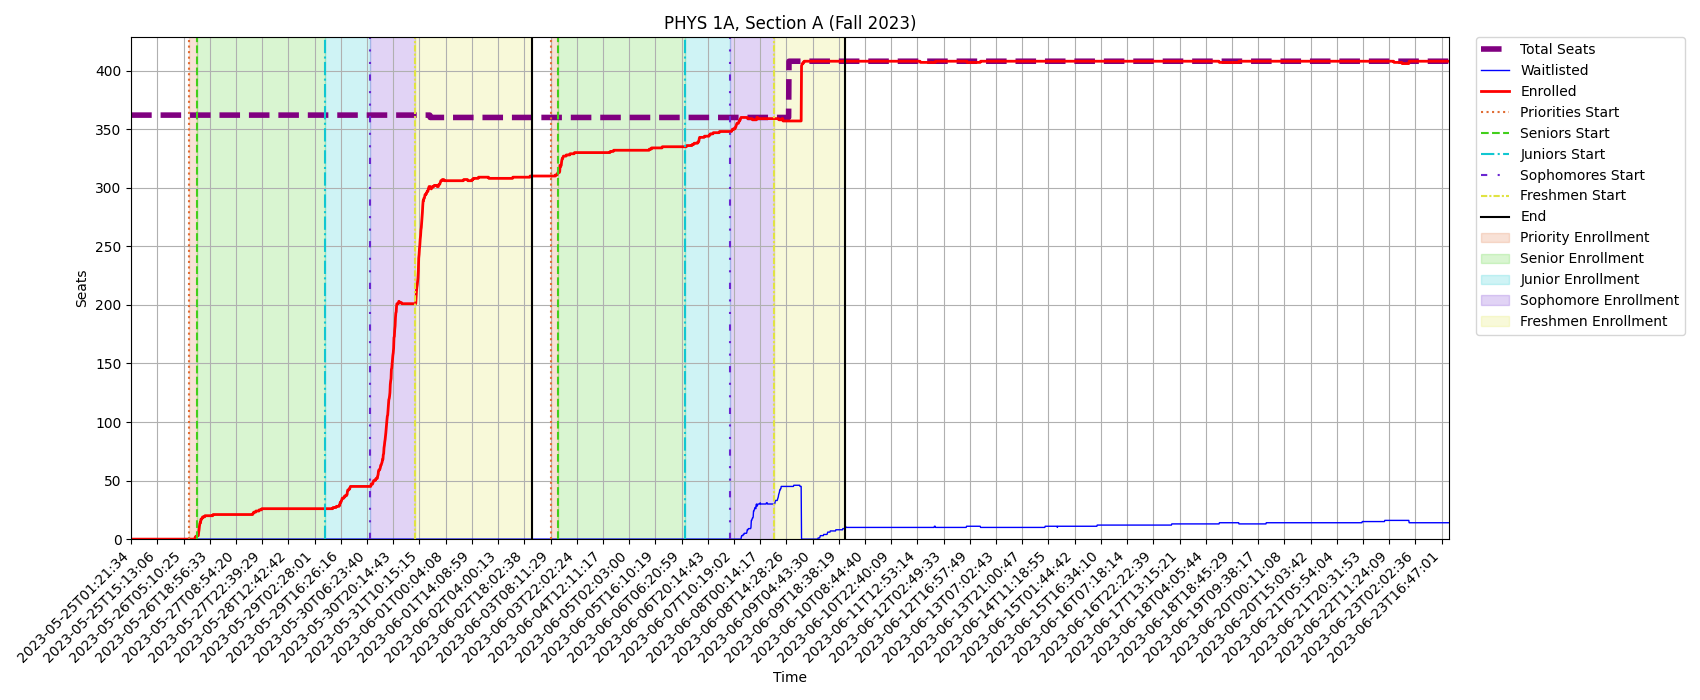 PHYS 1A, Section A (Fall 2023)
Seats
400
350
300
250
200
150
100
50
0
2023-05-25T01:21:34
2023-05-25T15:13:06
2023-05-26T05:10:25
2023-05-26T18:56:33
2023-05-27T08:54:20
2023-05-27T22:39:29
2023-05-28T12:42:42
2023-05-29T02:28:01
2023-05-29T16:26:16
2023-05-30T06:23:40
2023-05-30T20:14:43
2023-05-31T10:15:15
2023-06-01T00:04:08
2023-06-01T14:08:59
2023-06-02T04:00:13
2023-06-02T18:02:38
2023-06-03T08:11:29
2023-06-03T22:02:24
2023-06-04T12:11:17
2023-06-05T02:03:00
2023-06-05T16:10:19
2023-06-06T06:20:59
2023-06-06T20:14:43
2023-06-07T10:19:02
2023-06-08T00:14:17
2023-06-08T14:28:26
2023-06-09T04:43:30
2023-06-09T18:38:19
2023-06-10T08:44:40
2023-06-10T22:40:09
2023-06-11T12:53:14
2023-06-12T02:49:33
2023-06-12T16:57:49
2023-06-13T07:02:43
2023-06-13T21:00:47
2023-06-14T11:18:55
2023-06-15T01:44:42
2023-06-15T16:34:10
2023-06-16T07:18:14
2023-06-16T22:22:39
2023-06-17T13:15:21
2023-06-18T04:05:44
2023-06-18T18:45:29
2023-06-19T09:38:17
2023-06-20T00:11:08
2023-06-20T15:03:42
2023-06-21T05:54:04
2023-06-21T20:31:53
2023-06-22T11:24:09
2023-06-23T02:02:36
2023-06-23T16:47:01
Time
Total Seats
Waitlisted
Enrolled
Priorities Start
Seniors Start
Juniors Start
Sophomores Start
Freshmen Start
End
Priority Enrollment
Senior Enrollment
Junior Enrollment
Sophomore Enrollment
Freshmen Enrollment